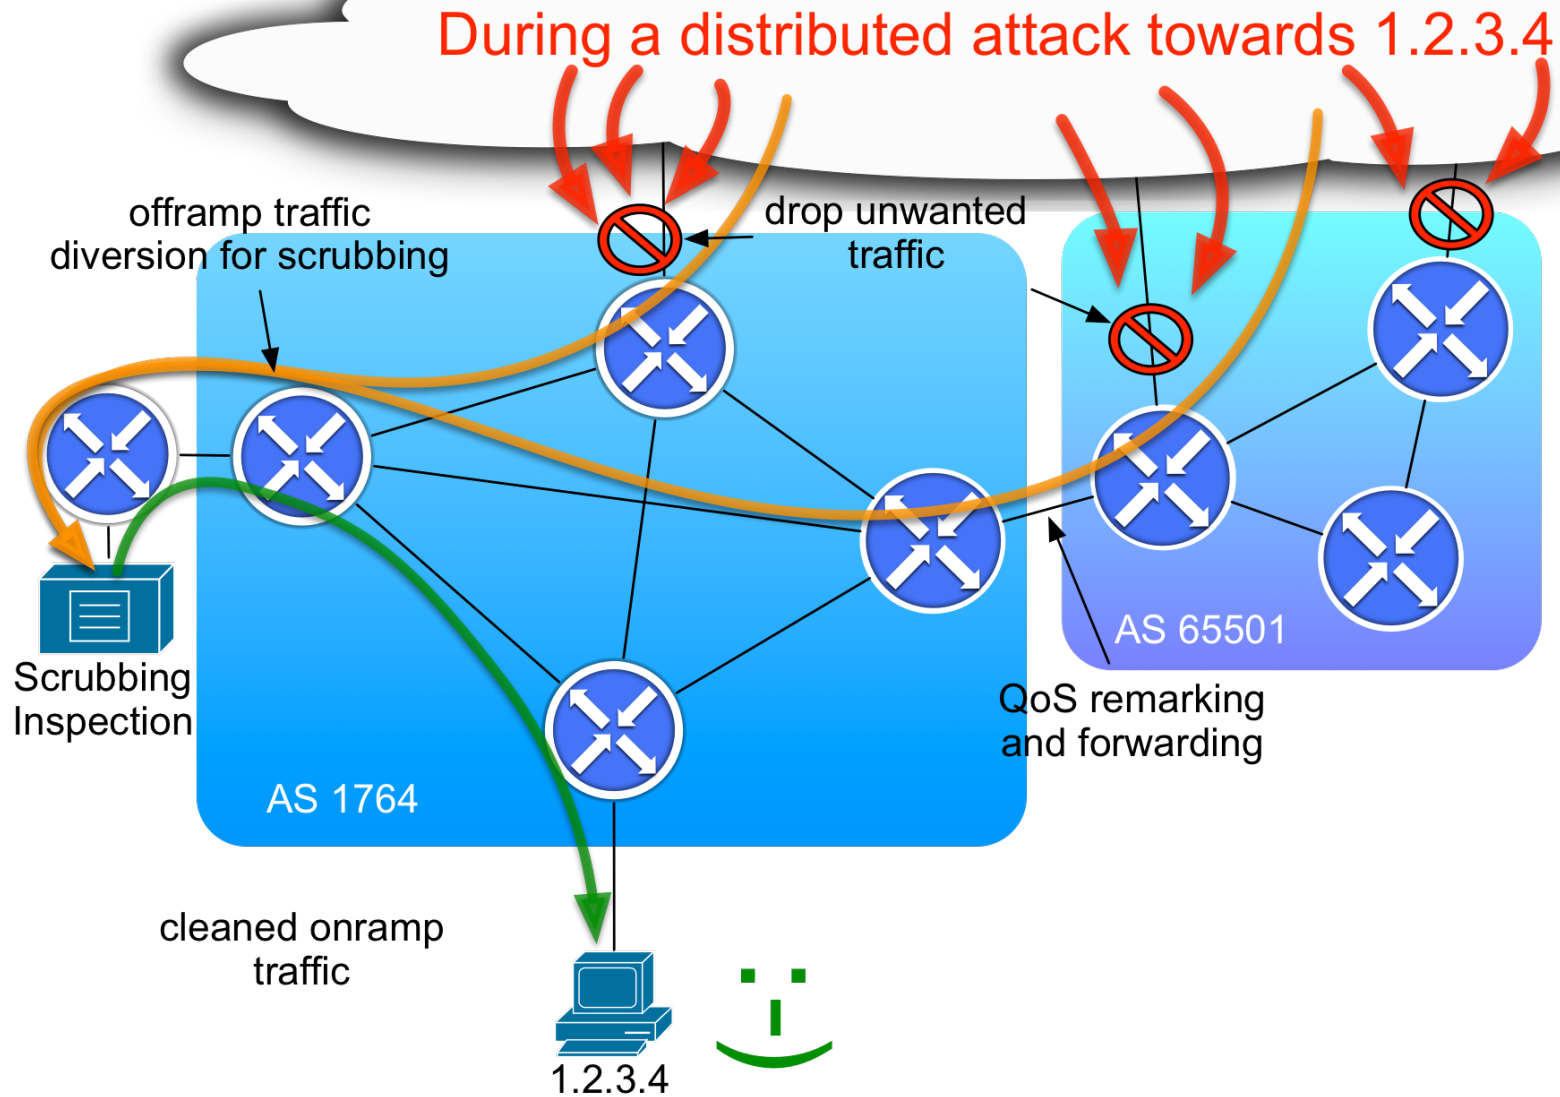 During a distributed attack towards 1.2.3.4
offramp traffic
diversion for scrubbing
drop unwanted
traffic
AS 65501
Scrubbing
Inspection
QoS remarking
and forwarding
AS 1764
cleaned onramp
traffic
1.2.3.4